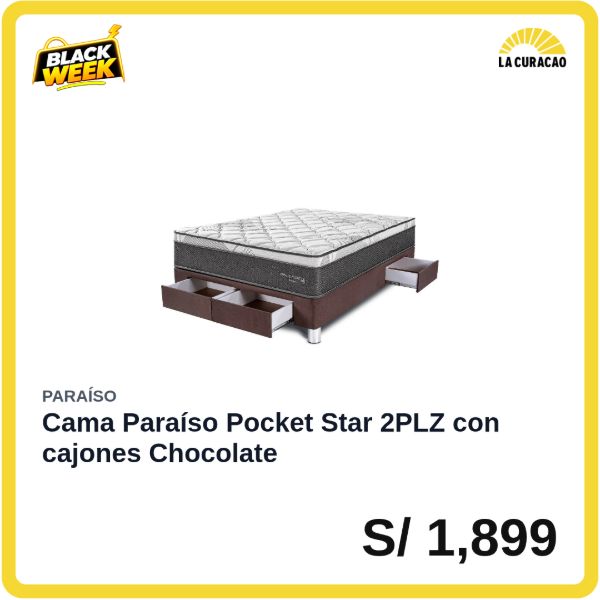 BLACK
WEEK
LA CURACAO
PARAÍSO
Cama Paraíso Pocket Star 2PLZ con
cajones Chocolate
S/ 1,899